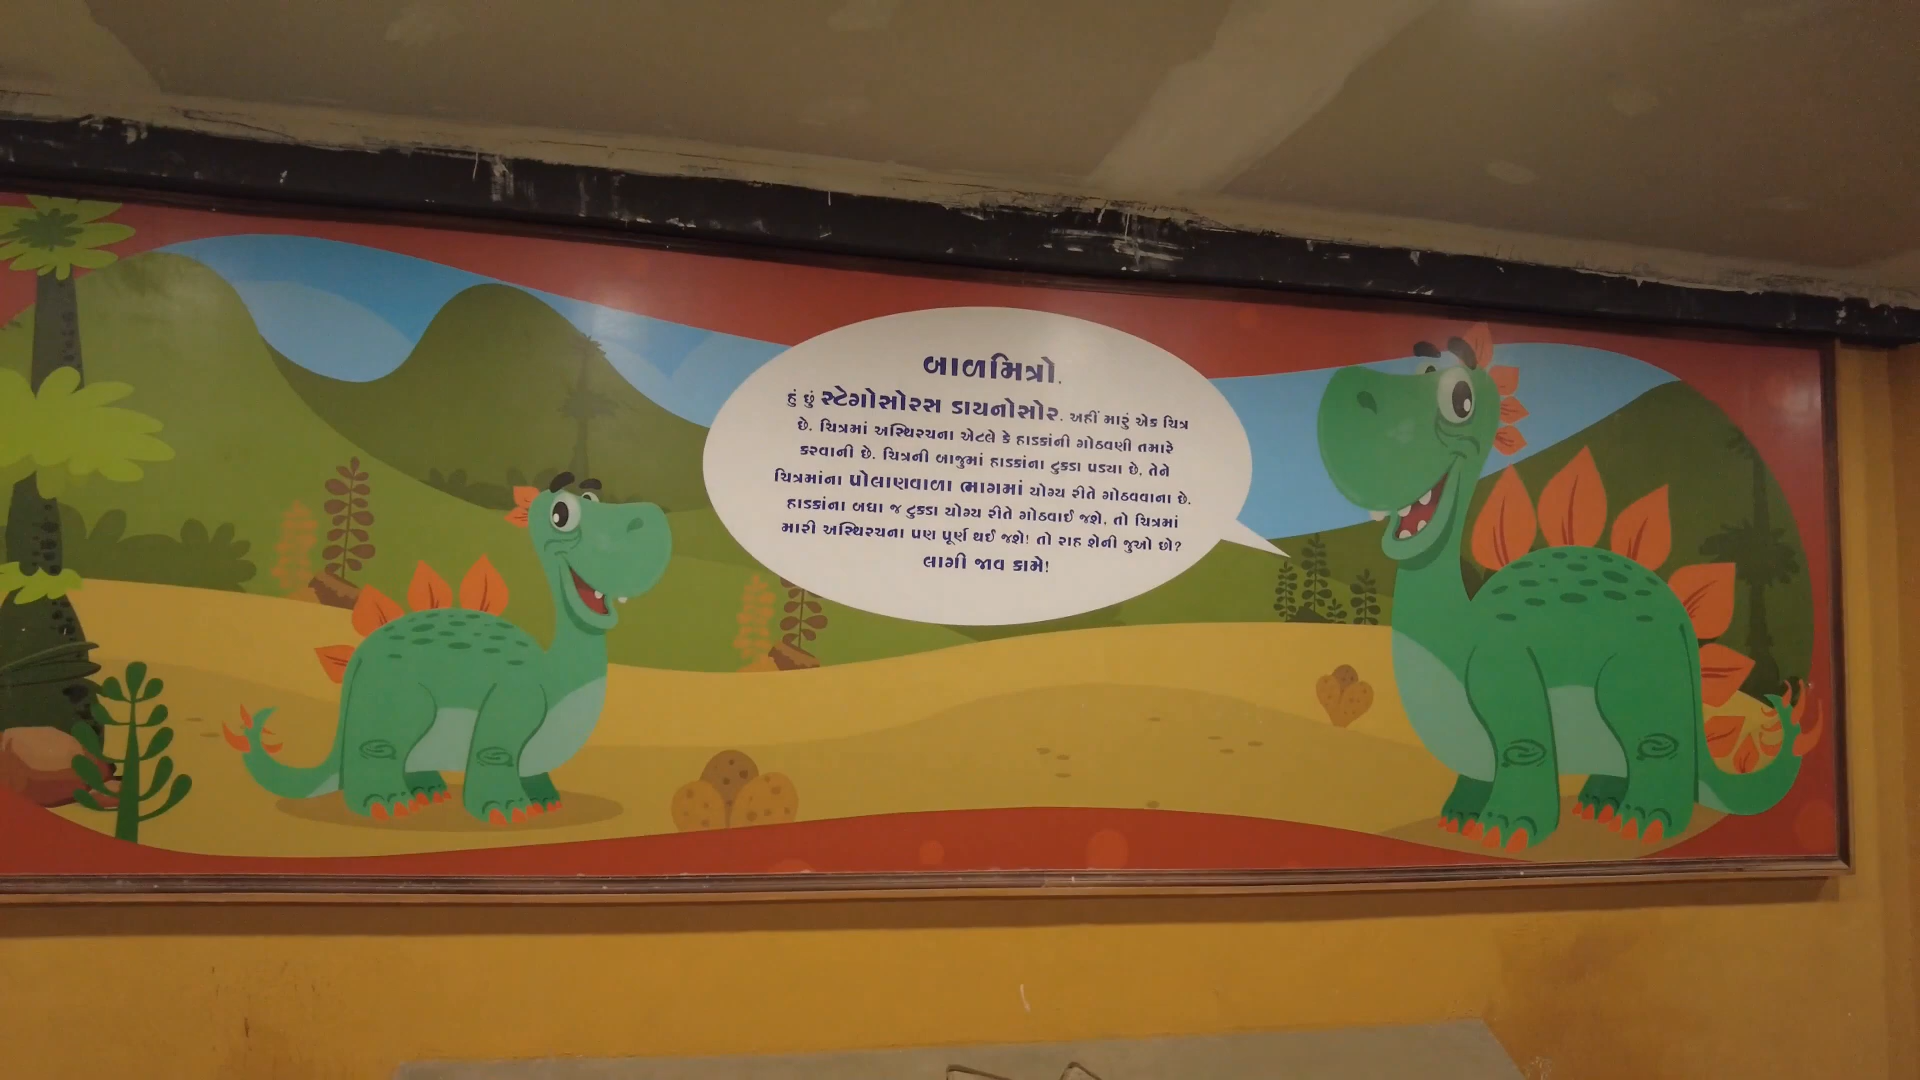 બાળમિત્રો,
હું છું સ્ટેગોસોરસ ડાયનોસોર. અહીં મારું એક ચિત્ર
છે. ચિત્રમાં અસ્થિરચના એટલે કે હાડકાંની ગોઠવણી તમારે
કરવાની છે. ચિત્રની બાજુમાં હાડકાંના ટુકડા પડ્યા છે, તેને
ચિત્રમાંના પોલાણવાળા ભાગમાં યોગ્ય રીતે ગોઠવવાના છે.
હાડકાંના બધા જ ટુકડા યોગ્ય રીતે ગોઠવાઈ જશે, તો ચિત્રમાં
મારી અસ્થિરચના પણ પૂર્ણ થઈ જશે! તો રાહ શેની જુઓ છો?
લાગી જાવ કામે!